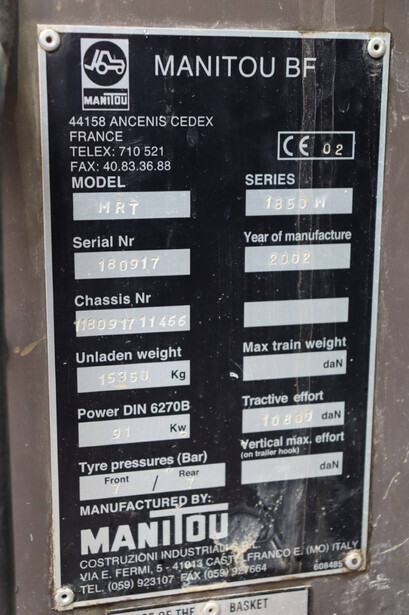 MANITOU
MANITOU BF
44158 ANCENIS CEDEX
FRANCE
TELEX: 710 521
FAX: 40.83.36.88
CE 02
MODEL SERIES
MRT 1850 M
Serial Nr Year of manufacture
180917 2002
Chassis Nr
Unladen weight Max train weight
15350 Kg daN
Power DIN 6270B Tractive effort
91 Kw 10800 daN
Tyre pressures (Bar) Vertical max. effort
(on trailer hook)
Front / Rear daN
7 7
MANUFACTURED BY:
MANITOU
COSTRUZIONI INDUSTRIALI
VIA E. FERMI, 5 - 41013 CASTELFRANCO E. (MO) ITALY
TEL. (059) 923107 FAX (059) 927664
608485
OF THE BASKET